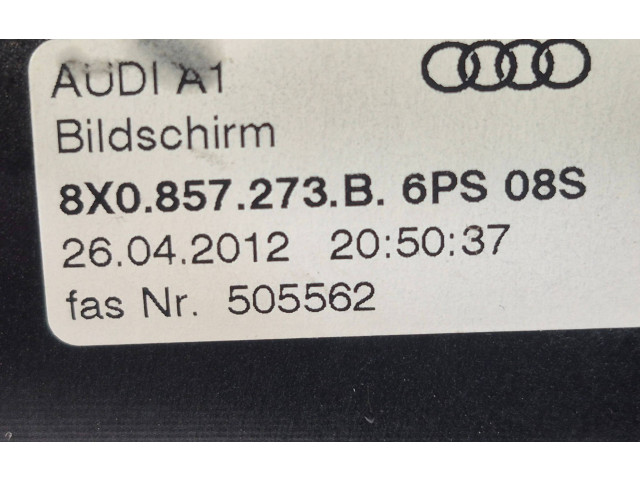 AUDI A1
Bildschirm
8X0.857.273.B. 6PS 08S
26.04.2012 20:50:37
fas Nr. 505562